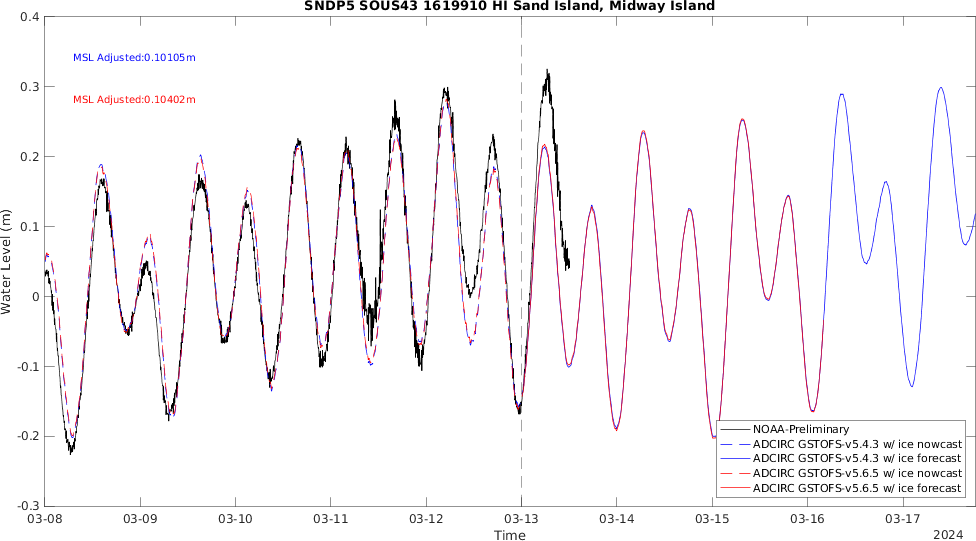 SNDP5 SOUS43 1619910 HI Sand Island, Midway Island
0.4
0.3
0.2
0.1
0
-0.1
-0.2
-0.3
Water Level (m)
MSL Adjusted:0.10105m
MSL Adjusted:0.10402m
NOAA-Preliminary
ADCIRC GSTOFS-v5.4.3 w/ ice nowcast
ADCIRC GSTOFS-v5.4.3 w/ ice forecast
ADCIRC GSTOFS-v5.6.5 w/ ice nowcast
ADCIRC GSTOFS-v5.6.5 w/ ice forecast
03-08 03-09 03-10 03-11 03-12 03-13 03-14 03-15 03-16 03-17
Time
2024